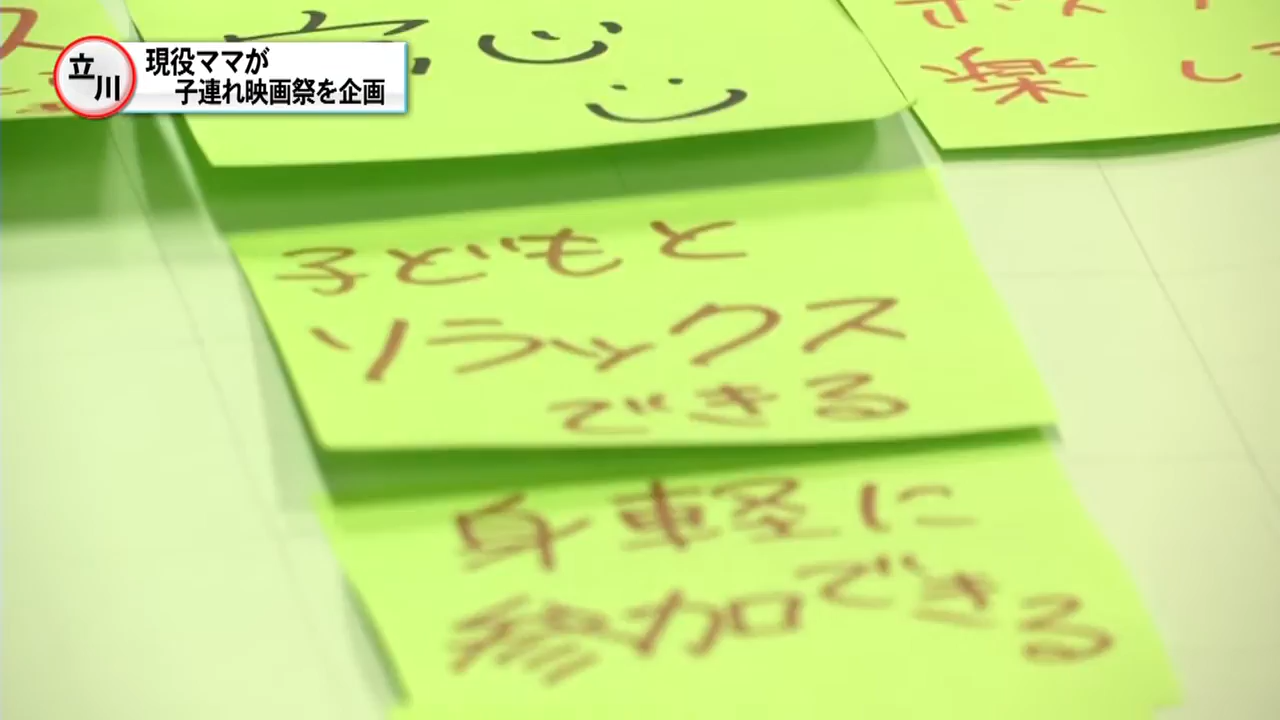 立川
現役ママが
子連れ映画祭を企画
楽
子どもと
リラックス
できる
身軽に
参加できる